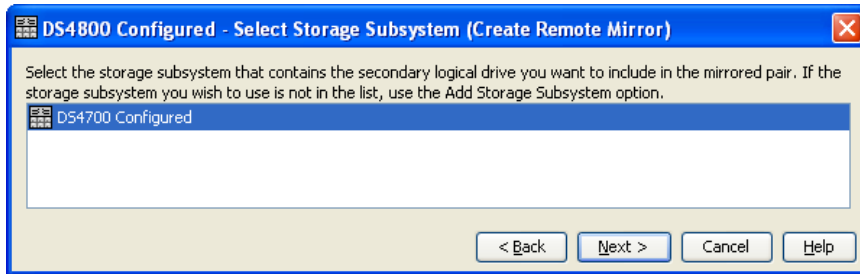 DS4800 Configured - Select Storage Subsystem (Create Remote Mirror)
Select the storage subsystem that contains the secondary logical drive you want to include in the mirrored pair. If the
storage subsystem you wish to use is not in the list, use the Add Storage Subsystem option.
DS4700 Configured
< Back Next > Cancel Help